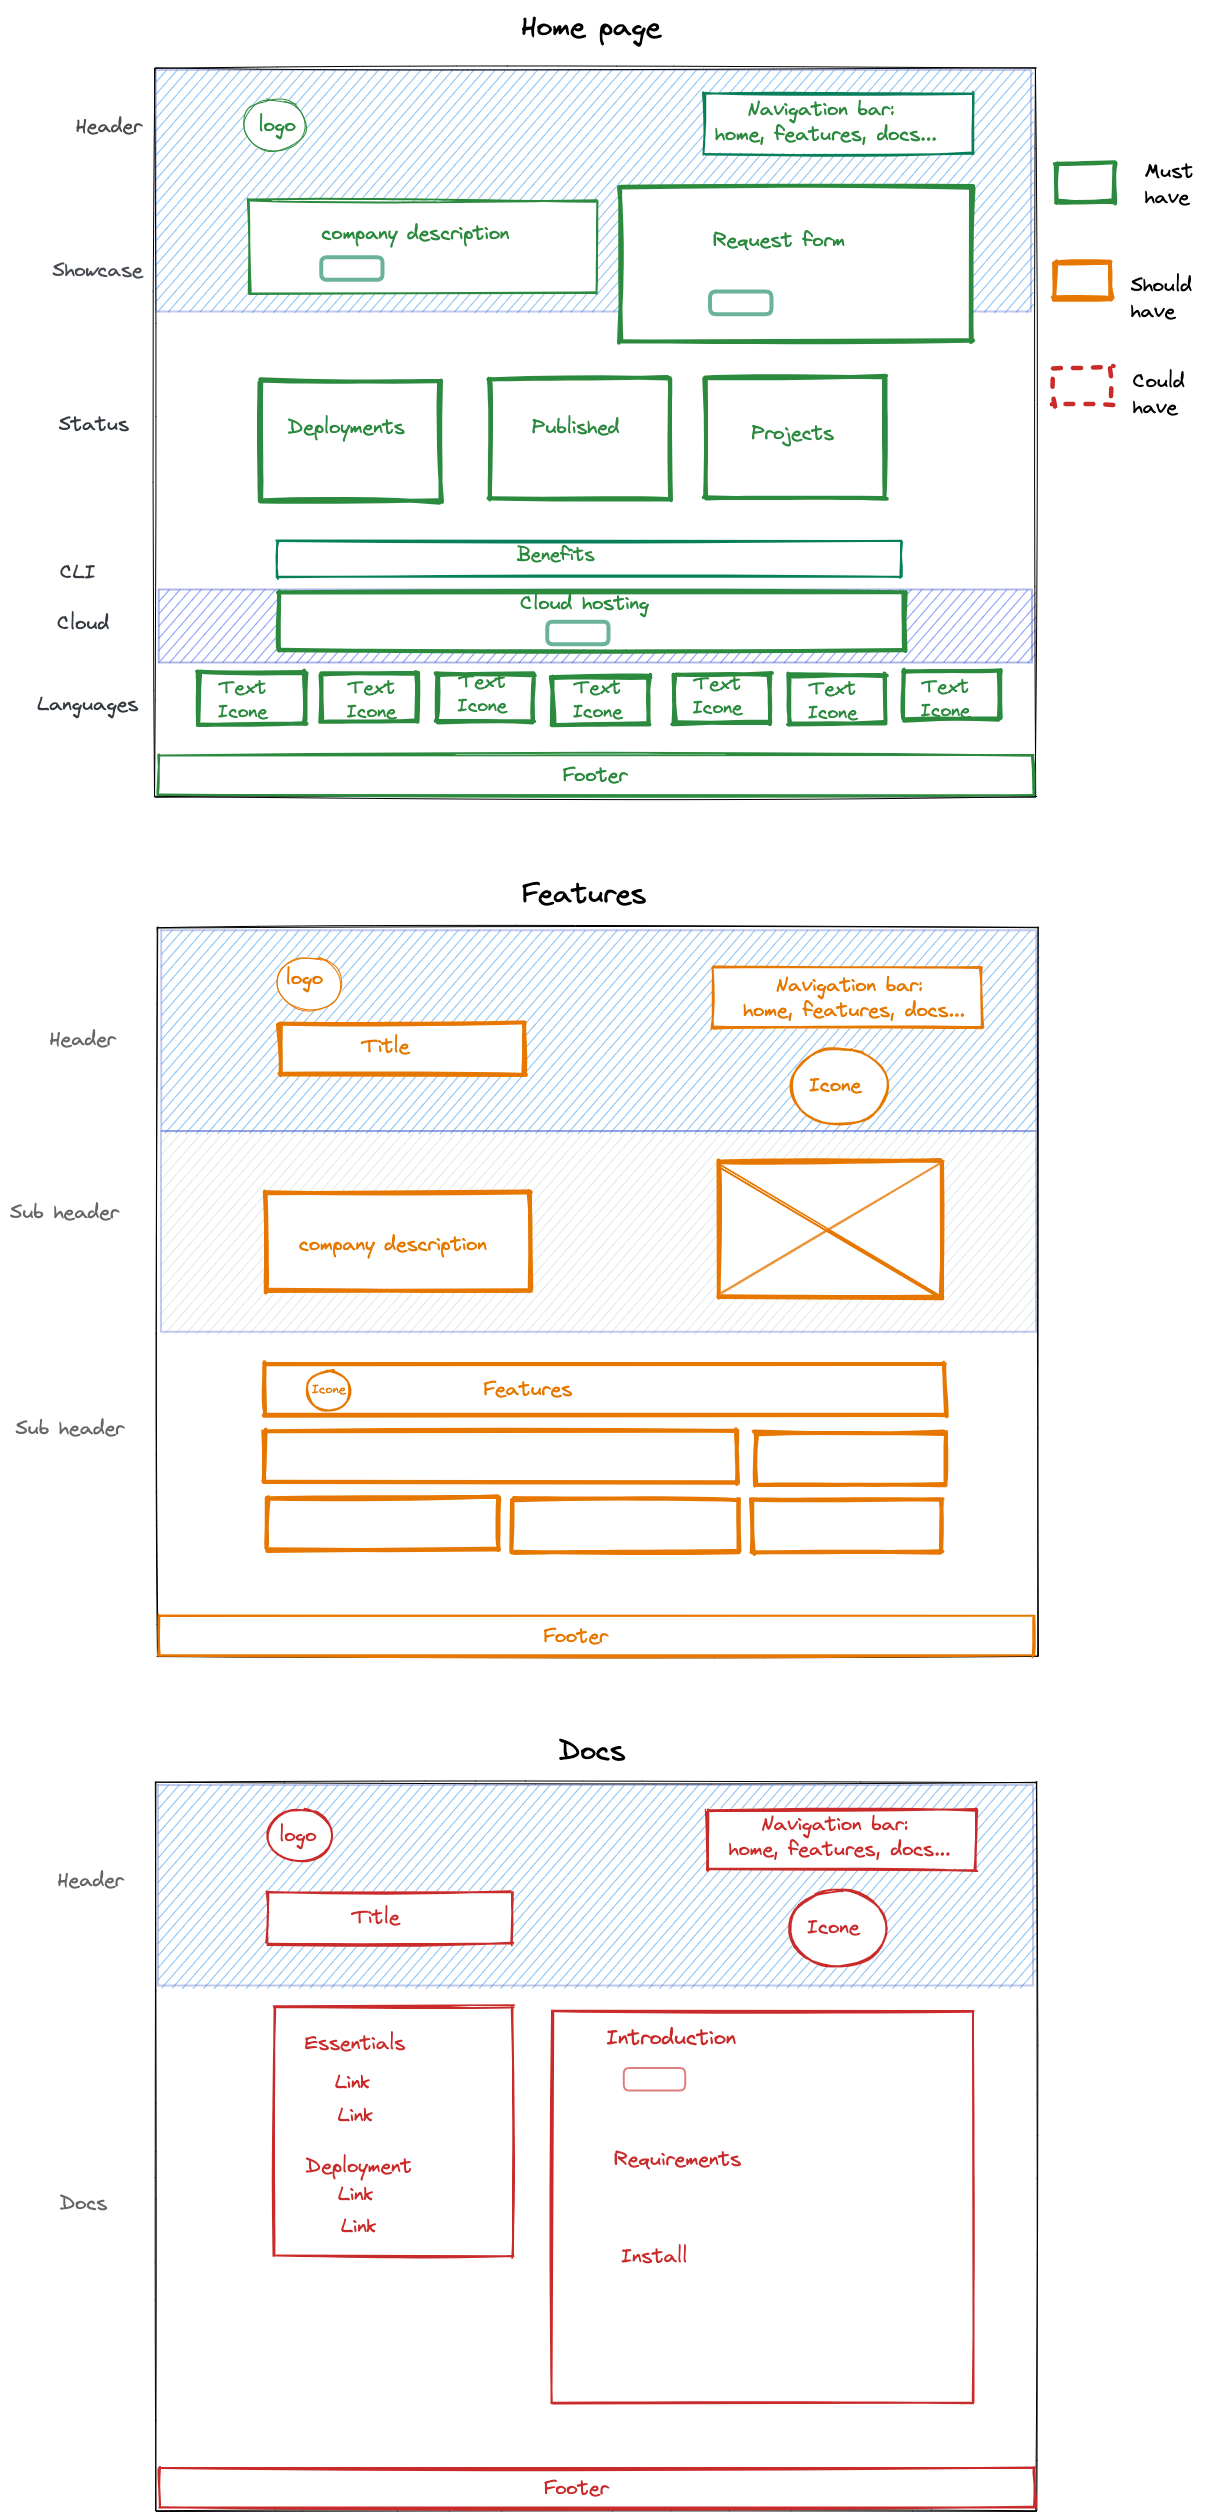 Home page
Header
logo
Navigation bar:
home, features, docs...
Must
have
company description
Request form
Showcase
Should
have
Could
have
Status
Deployments
Published
Projects
CLI
Benefits
Cloud
Cloud hosting
Languages
Text
Icone
Text
Icone
Text
Icone
Text
Icone
Text
Icone
Text
Icone
Text
Icone
Footer
Features
logo
Navigation bar:
home, features, docs...
Header
Title
Icone
Sub header
company description
Sub header
Icone
Features
Footer
Docs
logo
Navigation bar:
home, features, docs...
Header
Title
Icone
Essentials
Link
Link
Deployment
Link
Link
Introduction
Requirements
Install
Docs
Footer